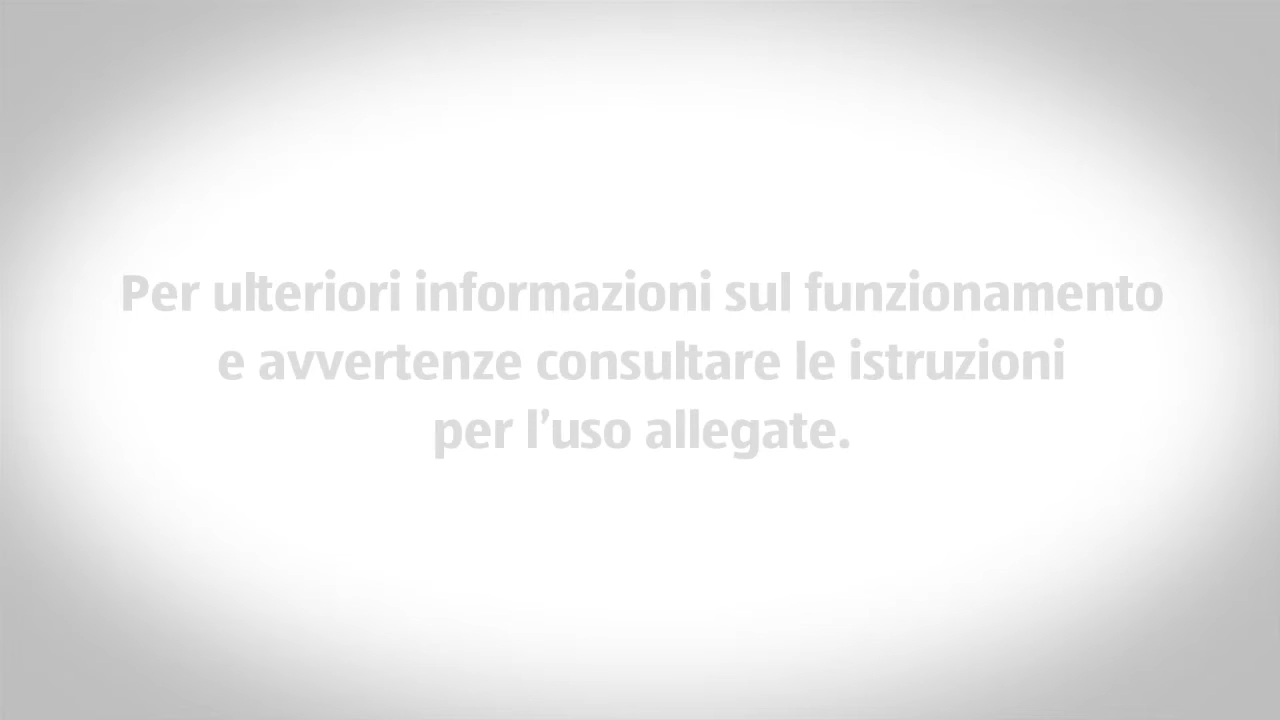 Per ulteriori informazioni sul funzionamento
e avvertenze consultare le istruzioni
per l’uso allegate.